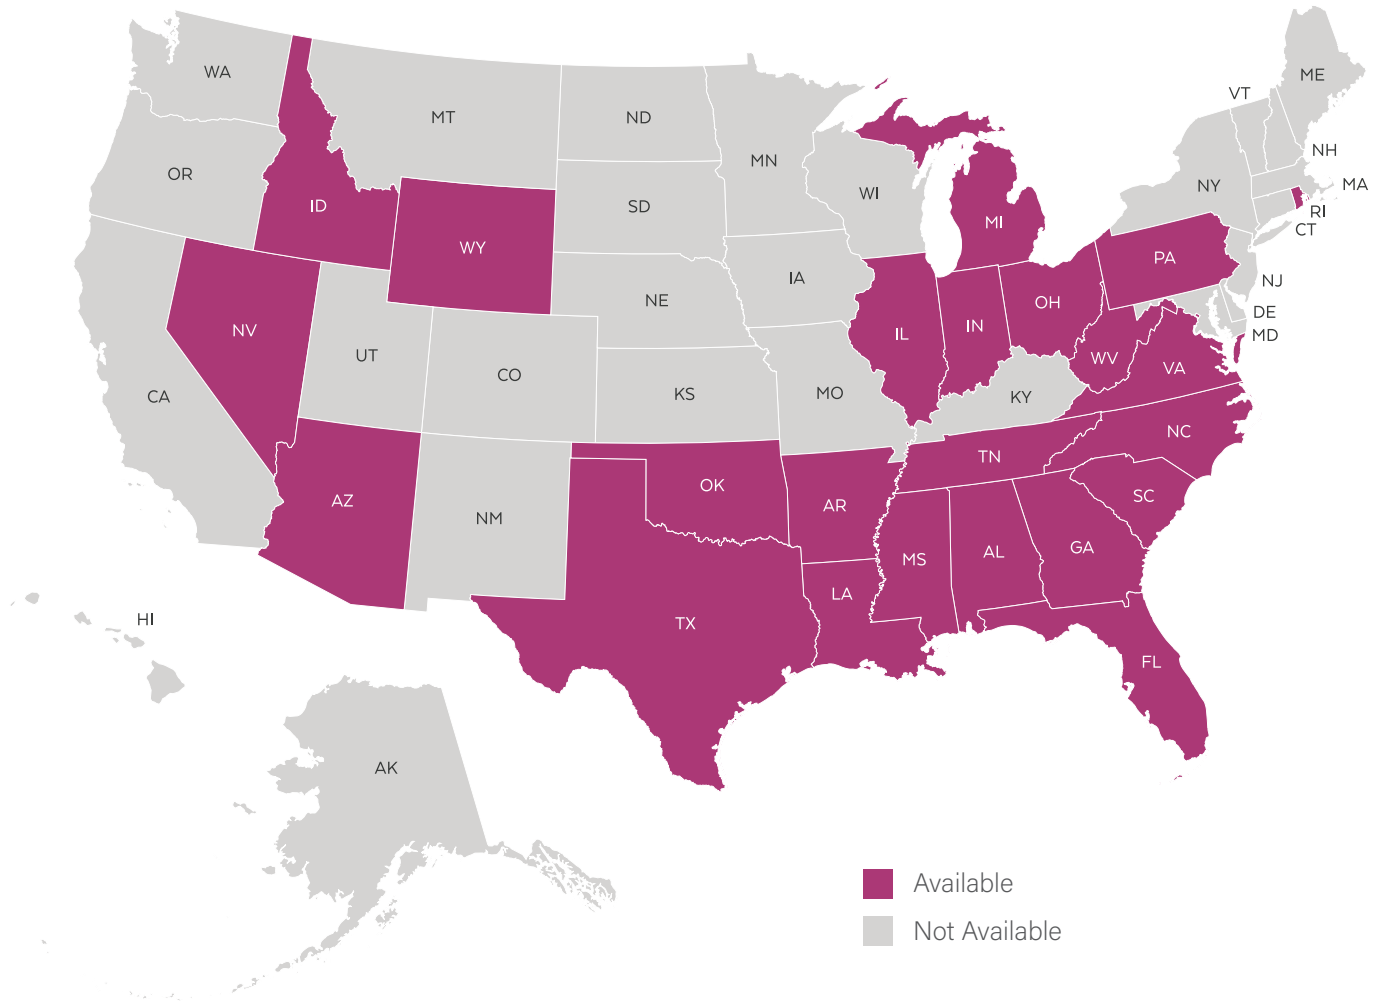 WA
MT
ND
MN
ME
VT
NH
MA
OR
ID
SD
WI
NY
RI
CT
WY
MI
PA
NJ
DE
MD
NV
UT
CO
NE
IA
IL
IN
OH
WV
VA
CA
KS
MO
KY
NC
AZ
NM
OK
AR
TN
SC
MS
AL
GA
LA
TX
FL
HI
AK
Available
Not Available